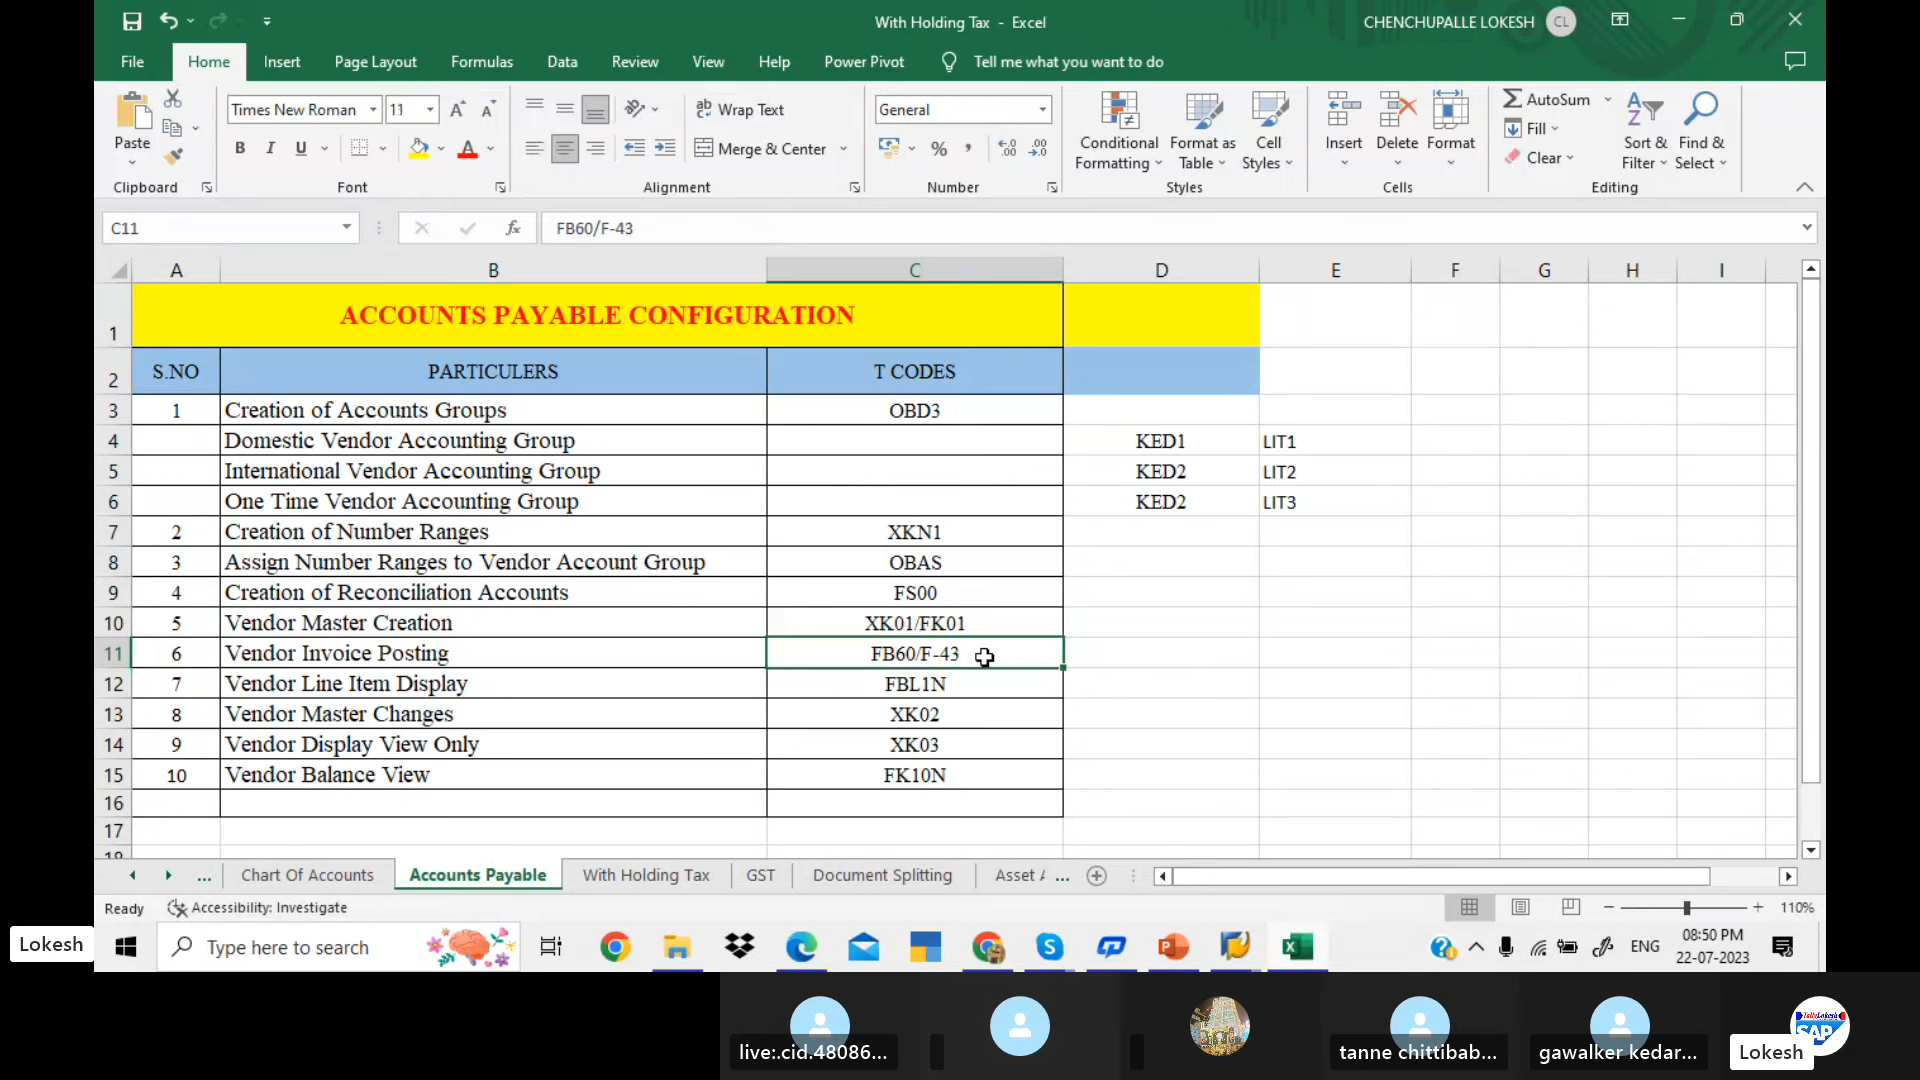 With Holding Tax - Excel
CHENCHUPALLE LOKESH
CL
File
Home
Insert
Page Layout
Formulas
Data
Review
View
Help
Power Pivot
Tell me what you want to do
Paste
Times New Roman
11
B I U
Wrap Text
Merge & Center
General
Conditional Formatting
Format as Table
Cell Styles
Insert
Delete
Format
AutoSum
Fill
Clear
Sort & Filter
Find & Select
Clipboard
Font
Alignment
Number
Styles
Cells
Editing
C11
fx
FB60/F-43
A B C D E F G H I
1 ACCOUNTS PAYABLE CONFIGURATION
2 S.NO PARTICULERS T CODES
3 1 Creation of Accounts Groups OBD3
4 Domestic Vendor Accounting Group KED1 LIT1
5 International Vendor Accounting Group KED2 LIT2
6 One Time Vendor Accounting Group KED2 LIT3
7 2 Creation of Number Ranges XKN1
8 3 Assign Number Ranges to Vendor Account Group OBAS
9 4 Creation of Reconciliation Accounts FS00
10 5 Vendor Master Creation XK01/FK01
11 6 Vendor Invoice Posting FB60/F-43
12 7 Vendor Line Item Display FBL1N
13 8 Vendor Master Changes XK02
14 9 Vendor Display View Only XK03
15 10 Vendor Balance View FK10N
16
17
18
... Chart Of Accounts Accounts Payable With Holding Tax GST Document Splitting Asset A ...
Ready
Accessibility: Investigate
110%
Lokesh
Type here to search
ENG
08:50 PM
22-07-2023
live:.cid.48086...
tanne chittibab...
gawalker kedar...
SAP
Lokesh